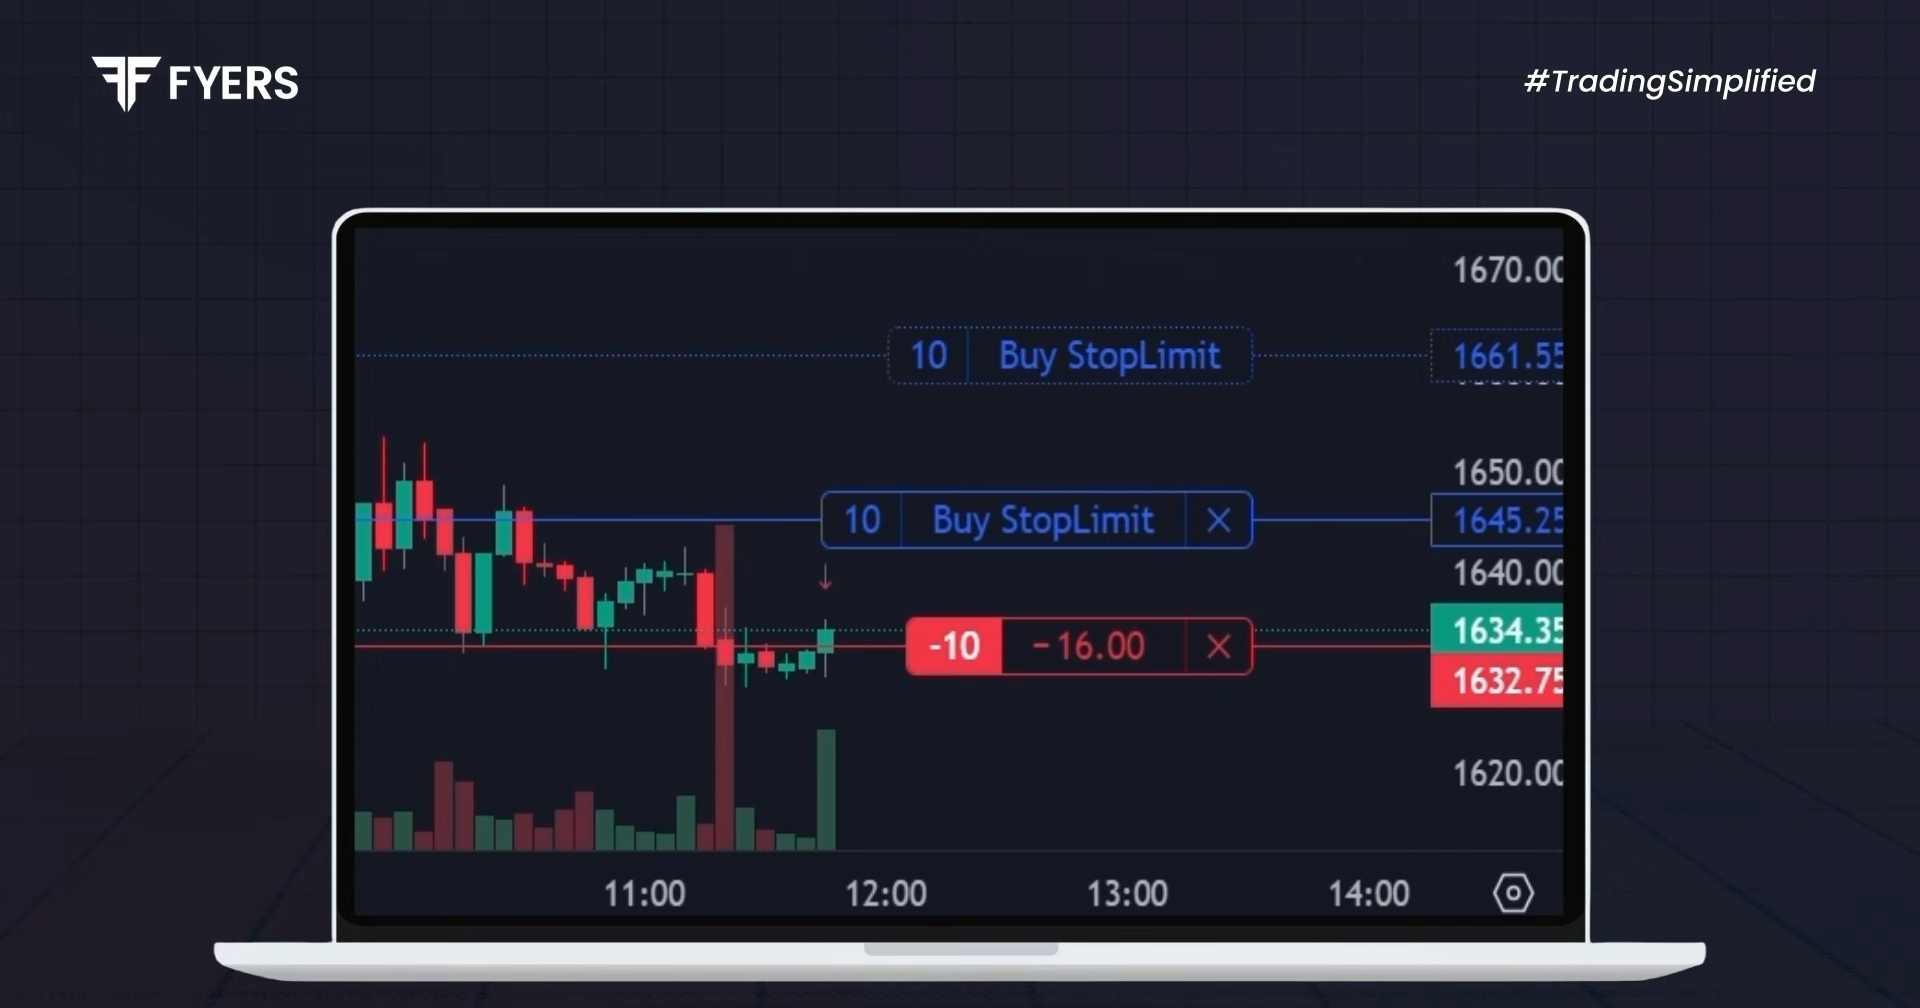 FYERS
#TradingSimplified
1670.00
10 Buy StopLimit 1661.55
1650.00
10 Buy StopLimit × 1645.25
1640.00
1634.35
-10 −16.00 × 1632.75
1620.00
11:00 12:00 13:00 14:00